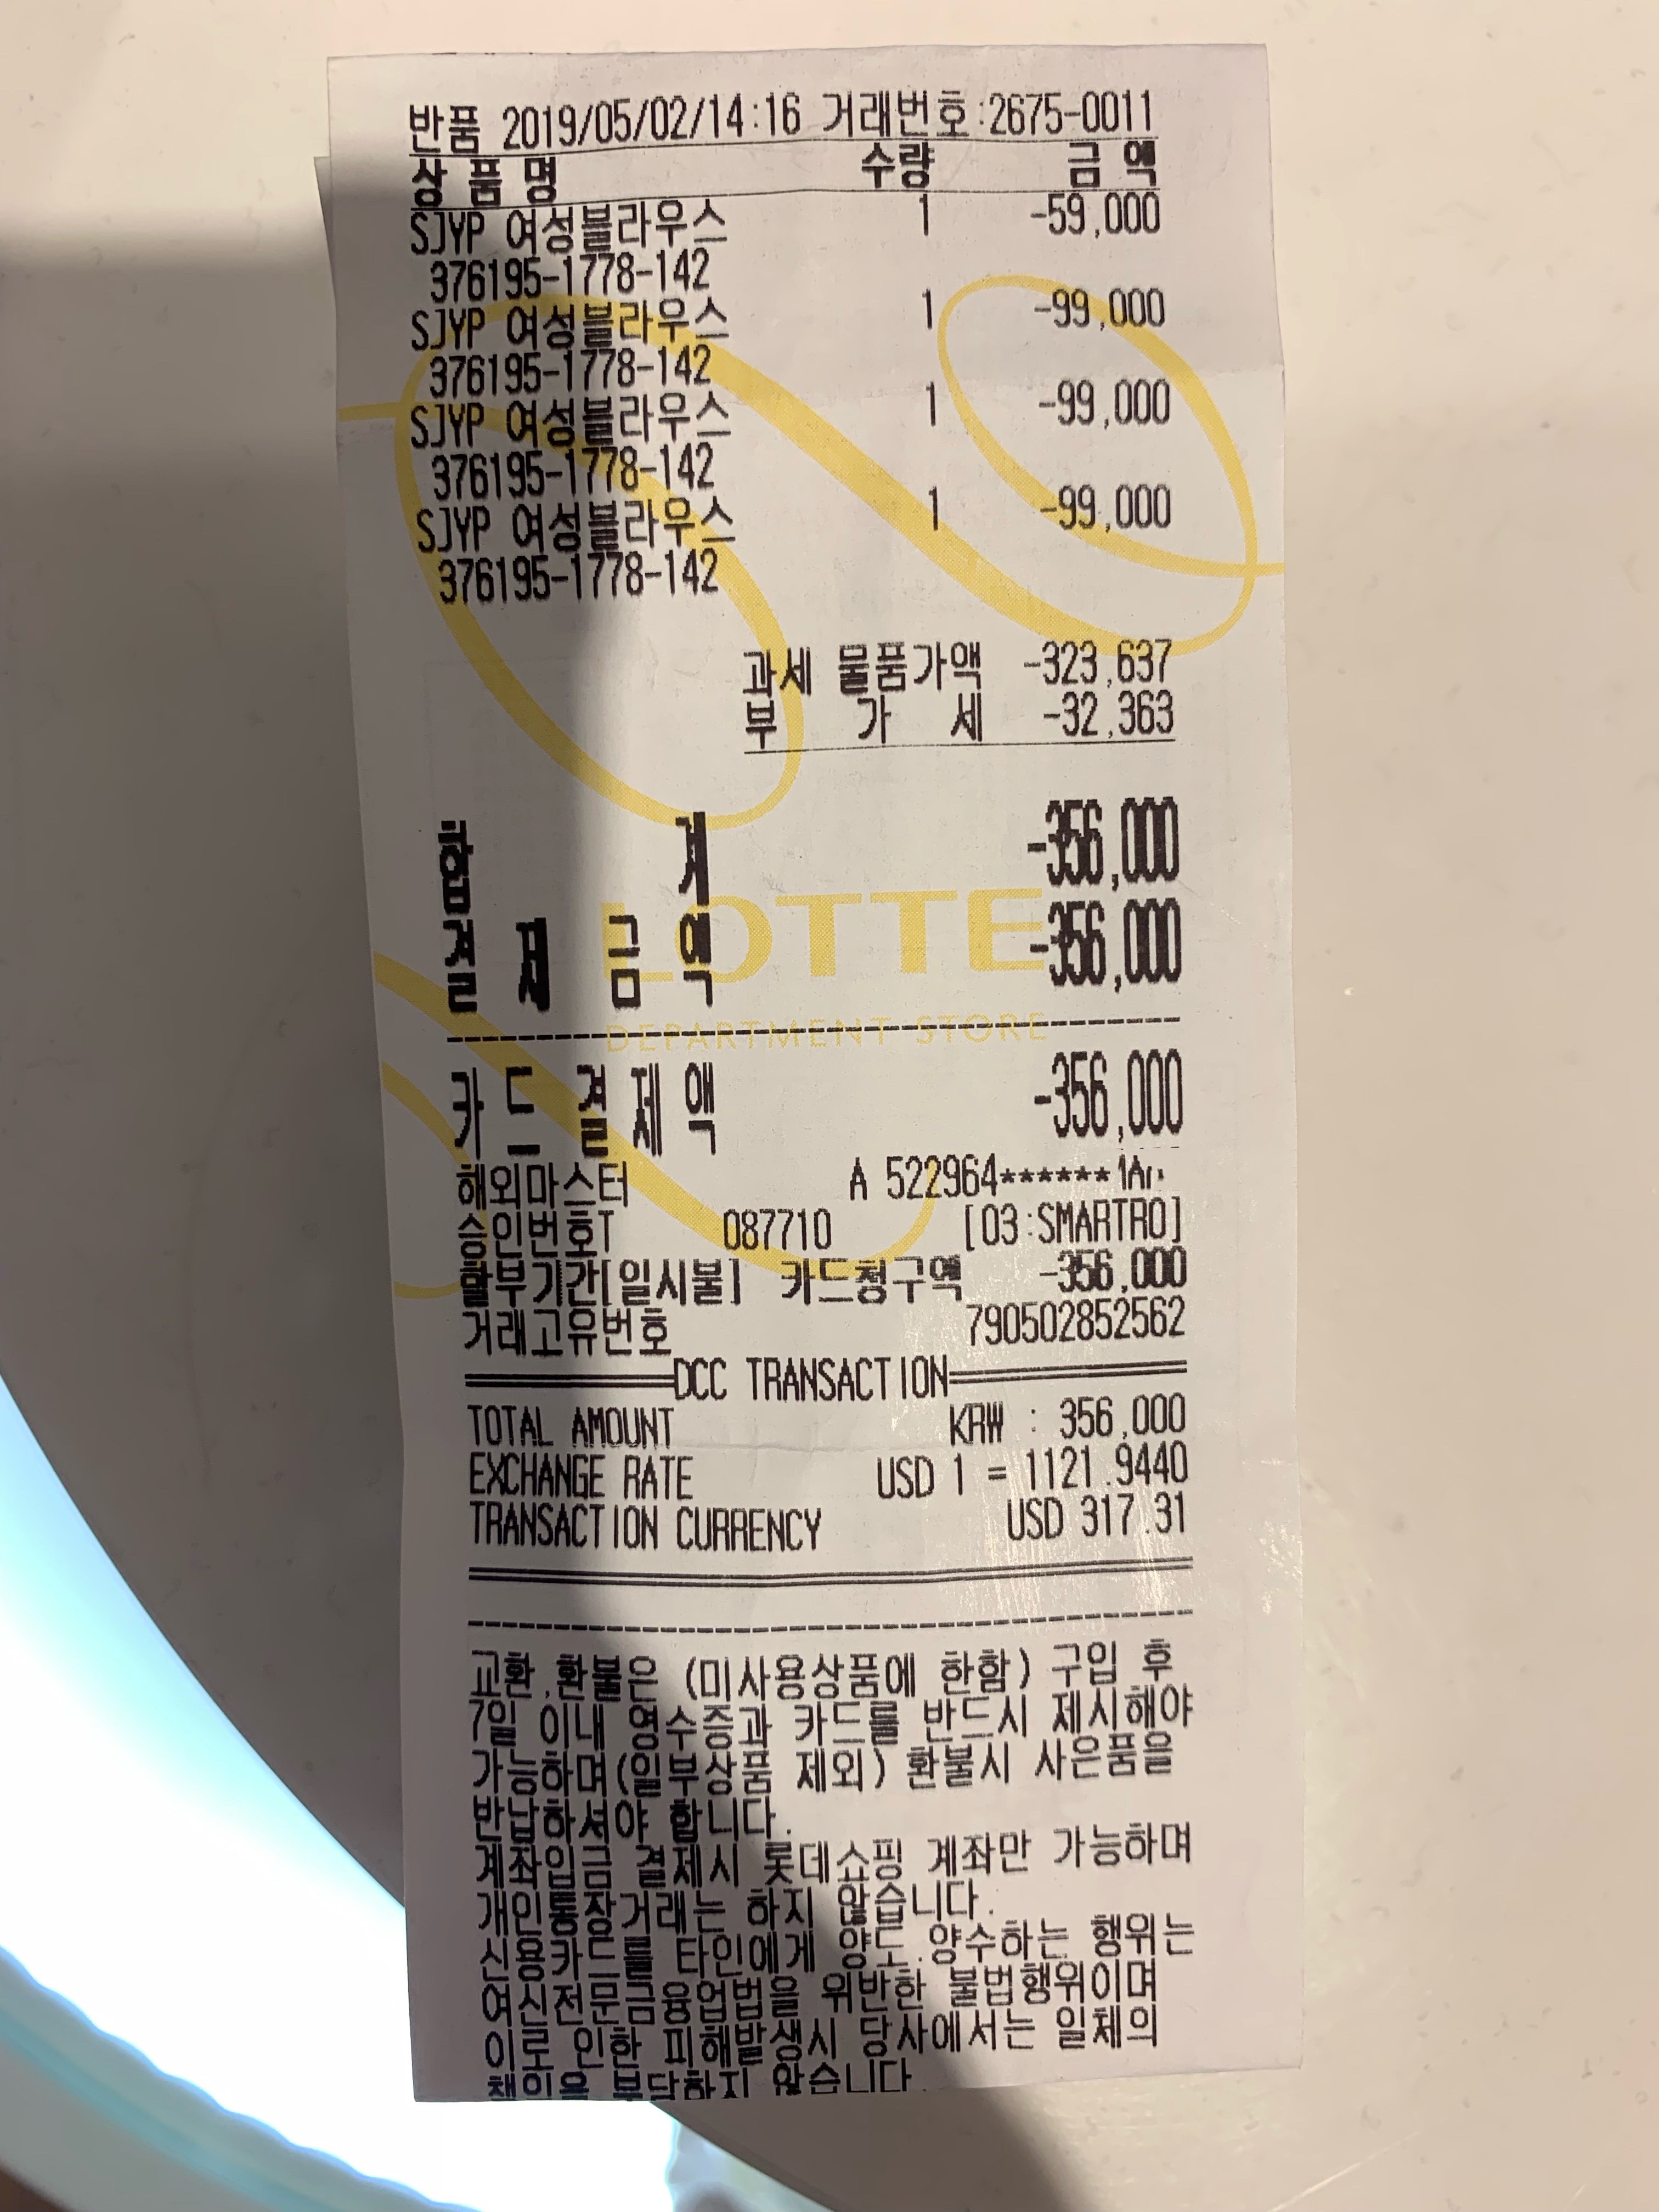 반품 2019/05/02/14:16 거래번호:2675-0011
상 품 명 수량 금 액
SJYP 여성블라우스 1 -59,000
376195-1778-142
SJYP 여성블라우스 1 -99,000
376195-1778-142
SJYP 여성블라우스 1 -99,000
376195-1778-142
SJYP 여성블라우스 1 -99,000
376195-1778-142
과세 물품가액 -323,637
부 가 세 -32,363
합 계 -356,000
결 제 금 액 -356,000
LOTTE
DEPARTMENT STORE
카 드 결 제 액 -356,000
해외마스터 A 522964******
승인번호T 087710 [03:SMARTRO]
할부기간[일시불] 카드청구액 -356,000
거래고유번호 790502852562
DCC TRANSACTION
TOTAL AMOUNT KRW : 356,000
EXCHANGE RATE USD 1 = 1121.9440
TRANSACTION CURRENCY USD 317.31
교환,환불은 (미사용상품에 한함) 구입 후
7일 이내 영수증과 카드를 반드시 제시해야
가능하며(일부상품 제외) 환불시 사은품을
반납하셔야 합니다.
계좌입금 결제시 롯데쇼핑 계좌만 가능하며
개인통장거래는 하지 않습니다.
신용카드를 타인에게 양도.양수하는 행위는
여신전문금융업법을 위반한 불법행위이며
이로 인한 피해발생시 당사에서는 일체의
책임을 부담하지 않습니다